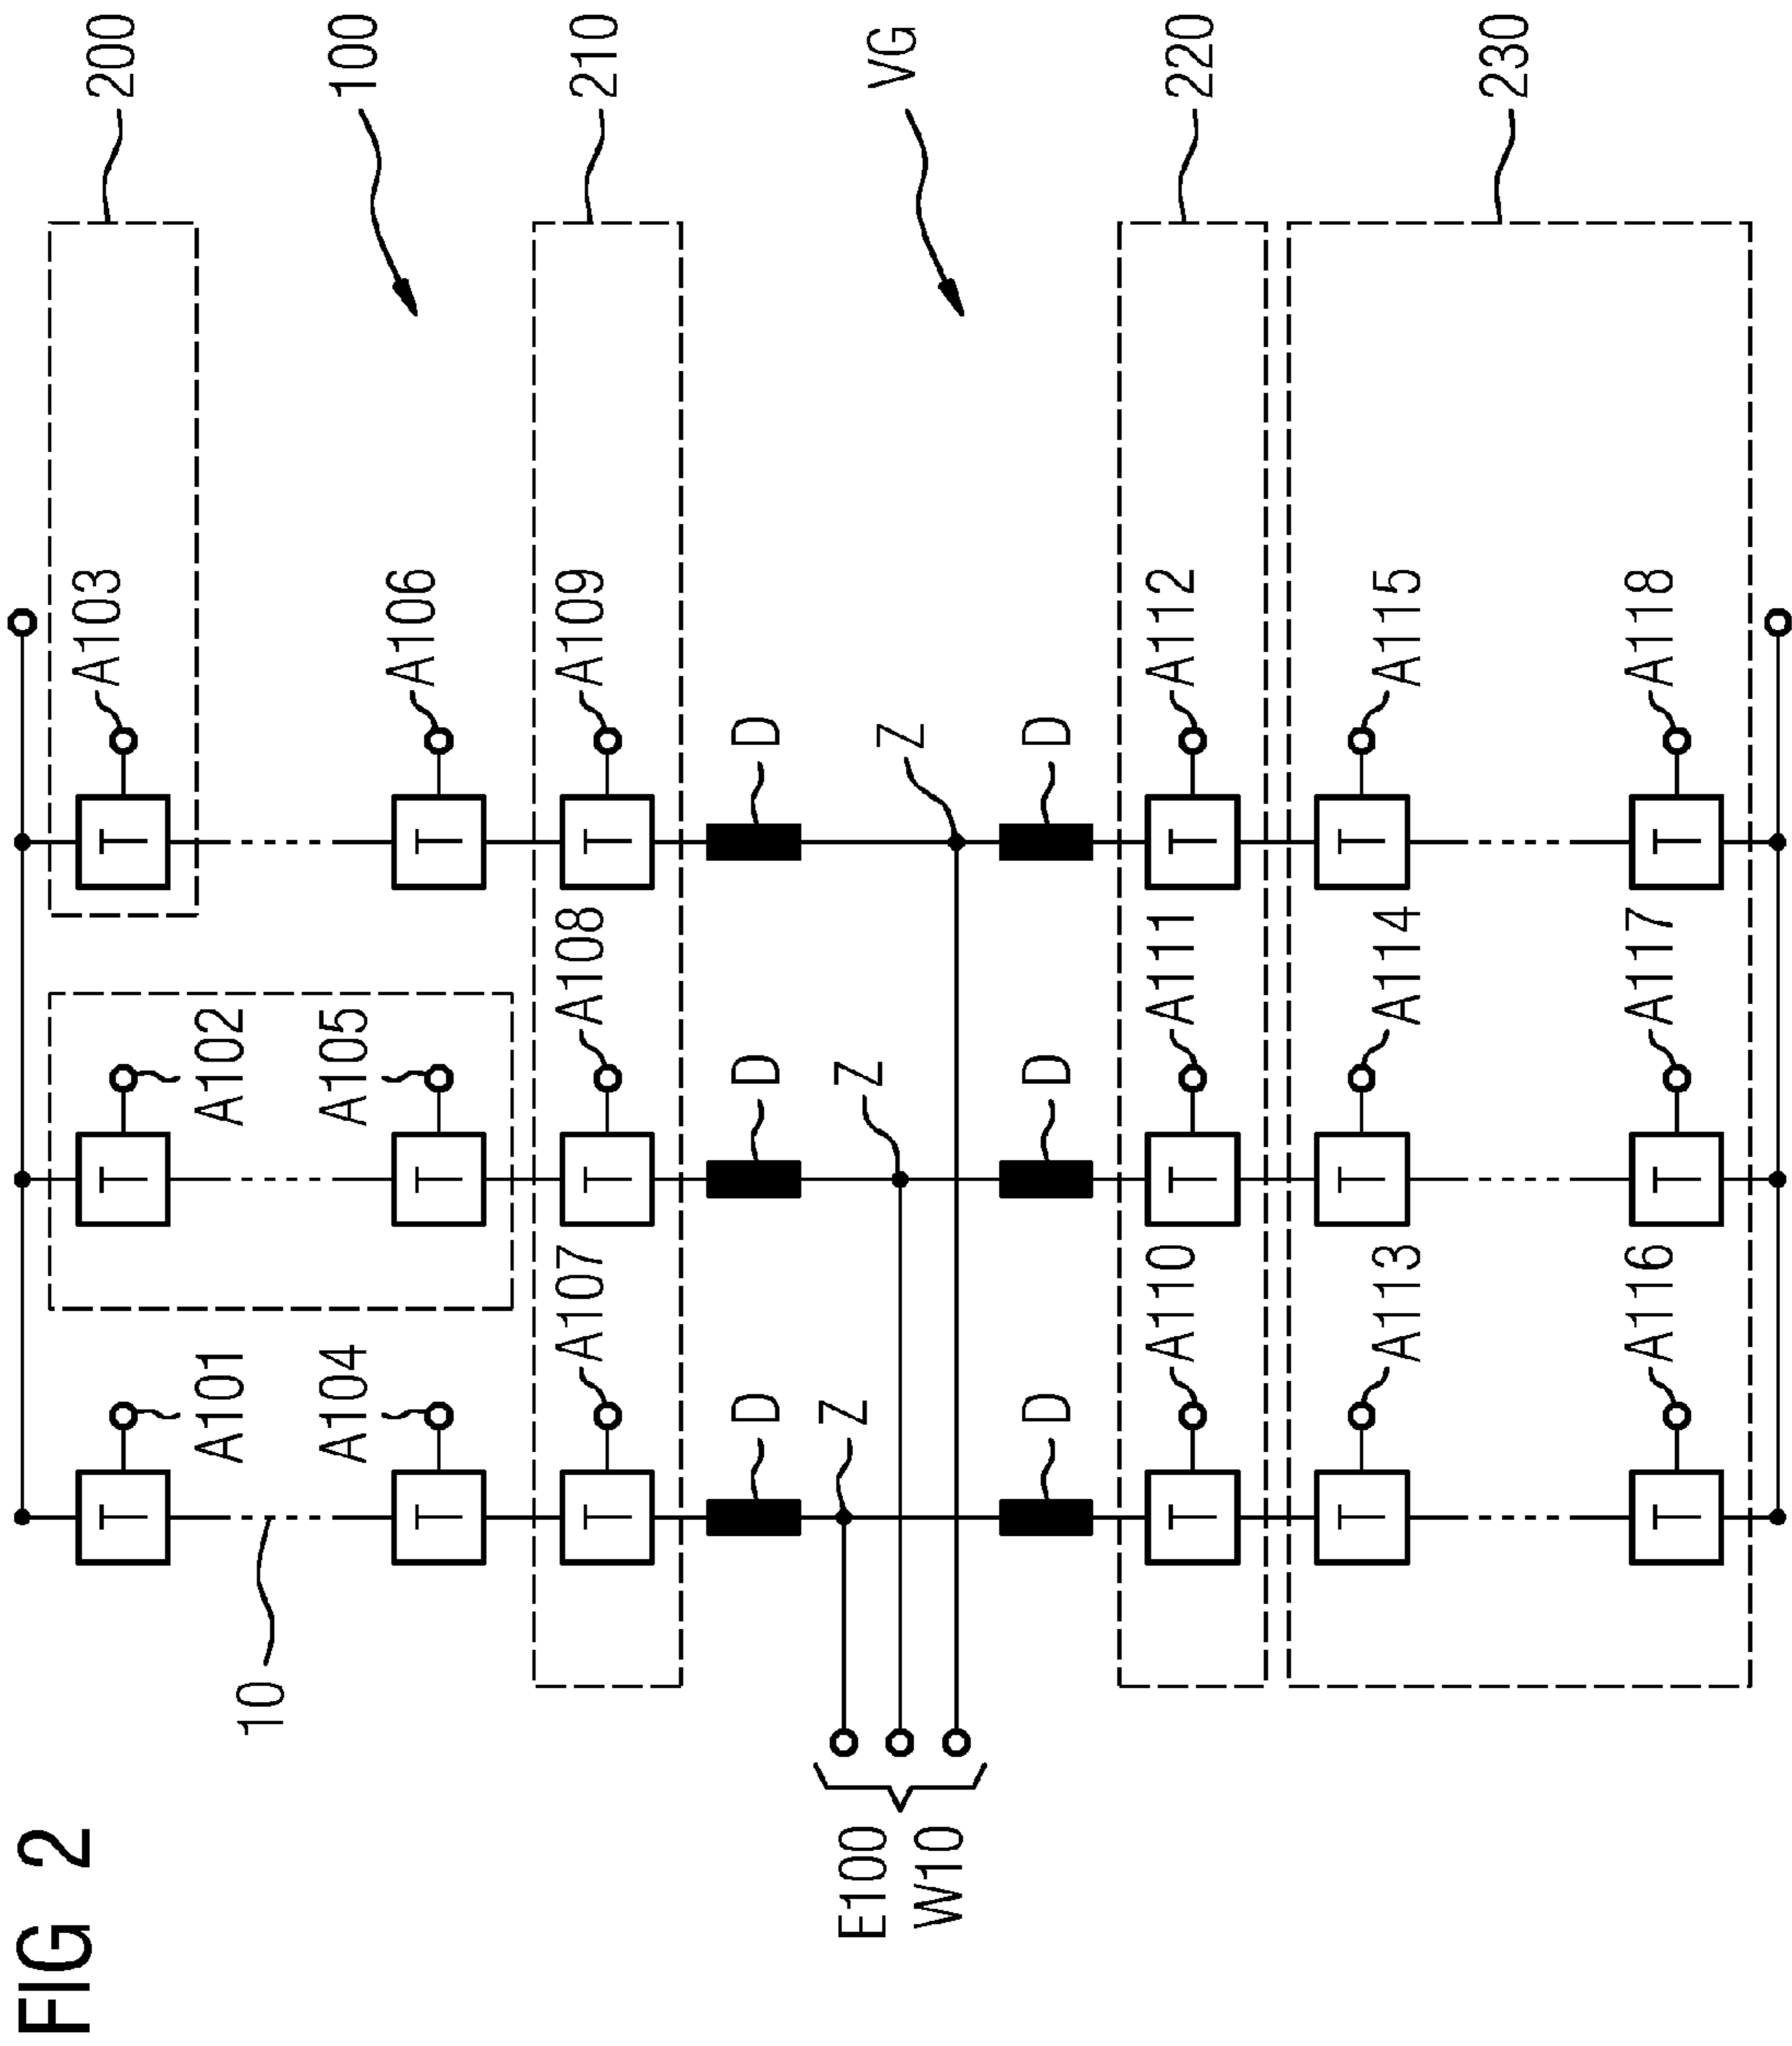 FIG 2
A103
200
T T T
A101 A102
10
A104 A105
100
A106
T T T
A107 A108 A109
210
T T T
D D D
Z
Z
Z
E100
VG
W10
D D D
A110 A111 A112
220
T T T
T T T
A113 A114 A115
230
A116 A117 A118
T T T